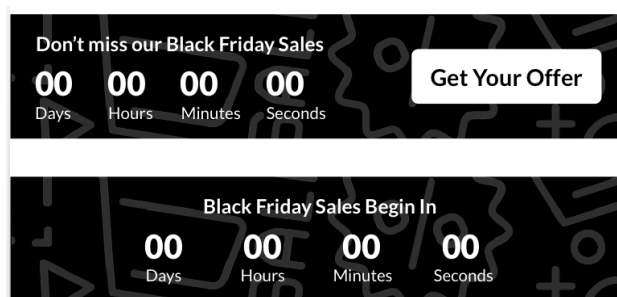 Don't miss our Black Friday Sales
00 00 00 00
Days Hours Minutes Seconds
Get Your Offer
Black Friday Sales Begin In
00 00 00 00
Days Hours Minutes Seconds